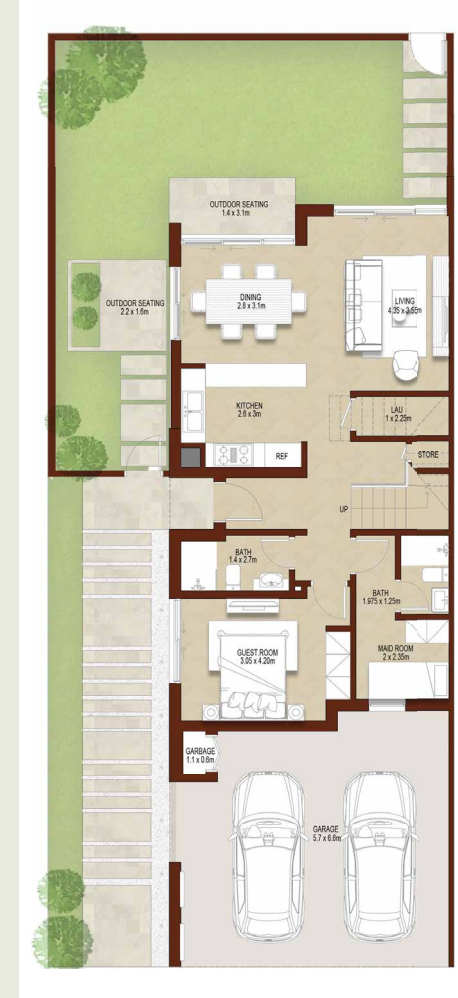 OUTDOOR SEATING
1.4 x 3.1m
DINING
2.8 x 3.1m
LIVING
4.35 x 3.55m
OUTDOOR SEATING
2.2 x 1.6m
KITCHEN
2.6 x 3m
LAU
1 x 2.25m
REF
STORE
UP
BATH
1.4 x 2.7m
BATH
1.975 x 1.25m
GUEST.ROOM
3.05 x 4.20m
MAID ROOM
2 x 2.35m
GARBAGE
1.1 x 0.6m
GARAGE
5.7 x 6.6m